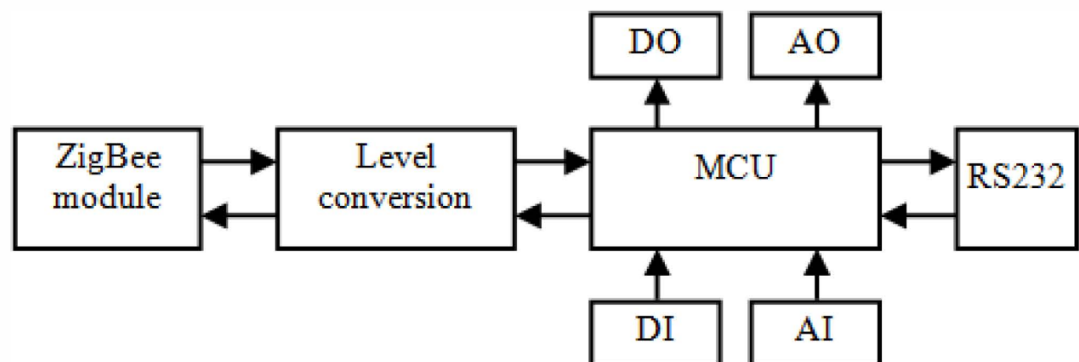 DO
AO
ZigBee
module
Level
conversion
MCU
RS232
DI
AI